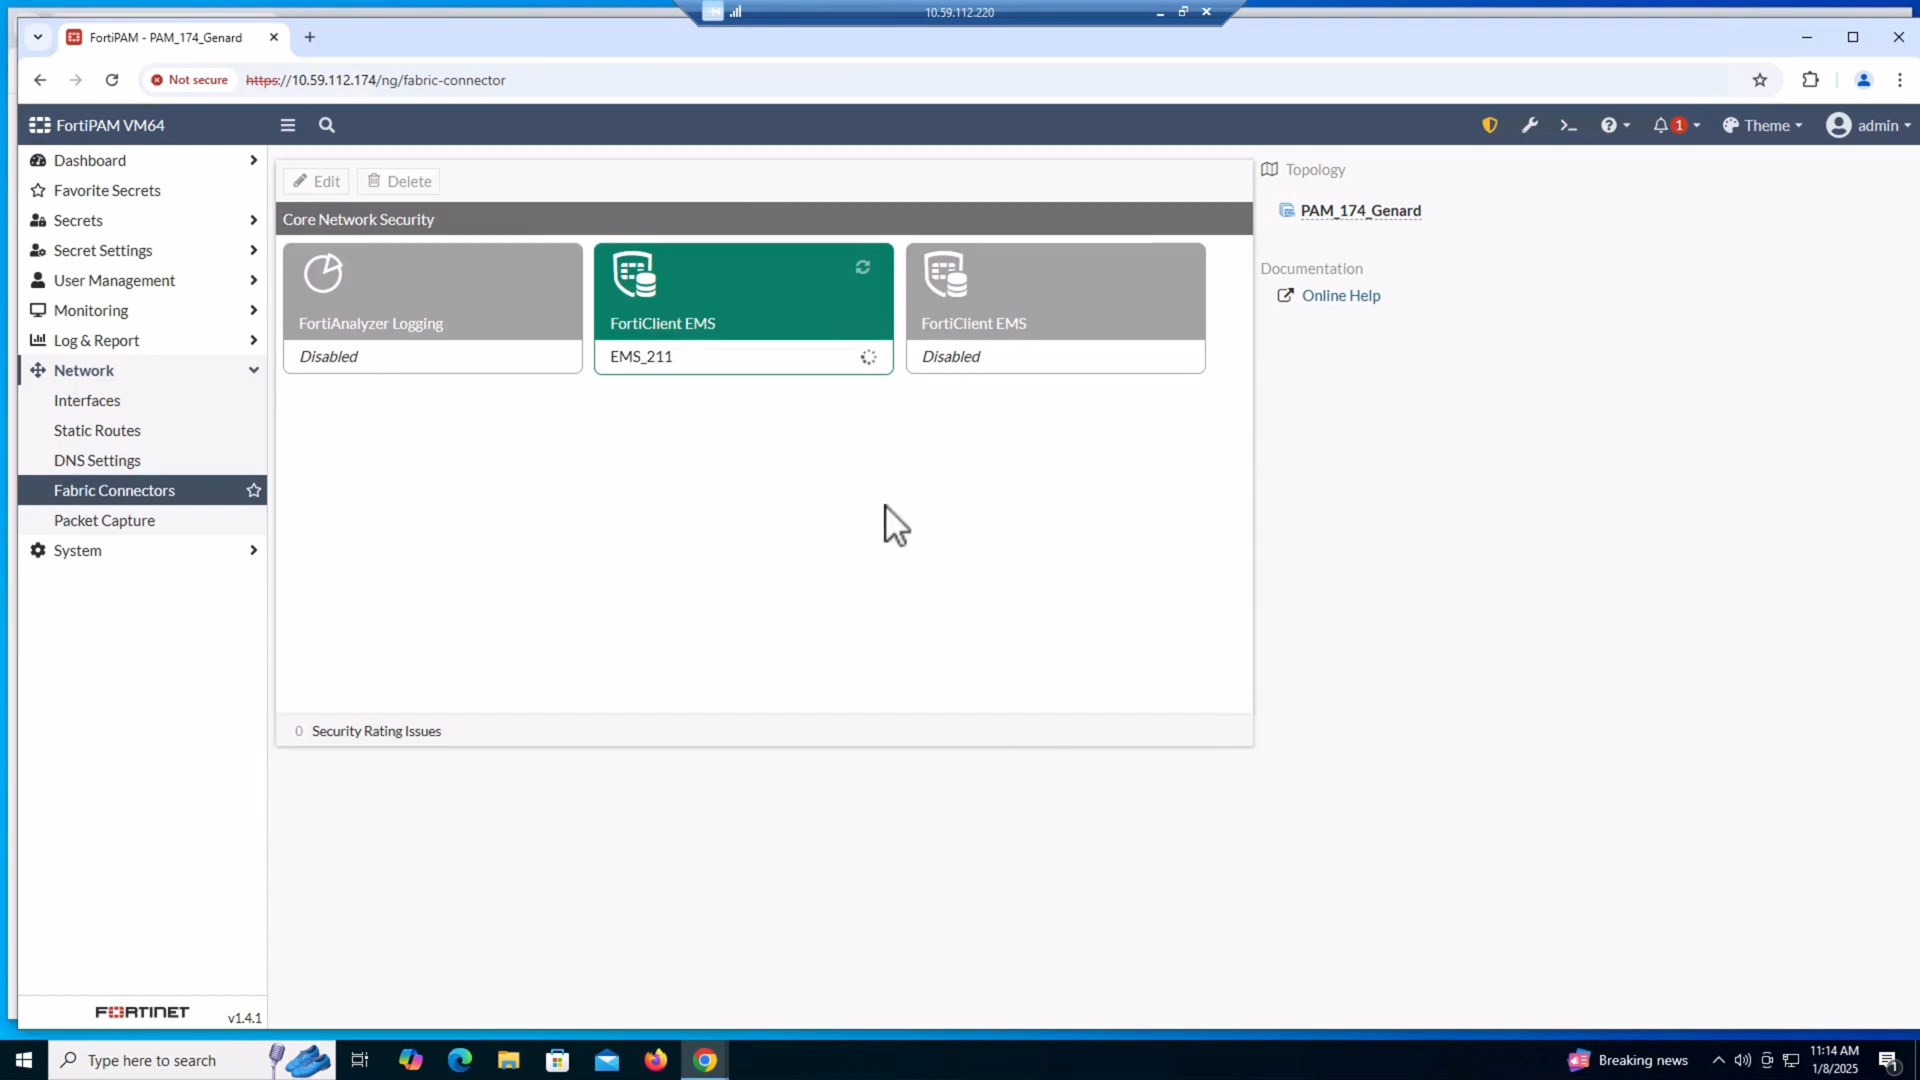 10.59.112.220
FortiPAM - PAM_174_Genard
Not secure
https://10.59.112.174/ng/fabric-connector
FortiPAM VM64
1
Theme
admin
Dashboard
Favorite Secrets
Secrets
Secret Settings
User Management
Monitoring
Log & Report
Network
Interfaces
Static Routes
DNS Settings
Fabric Connectors
Packet Capture
System
FORTINET
v1.4.1
Edit
Delete
Core Network Security
FortiAnalyzer Logging
Disabled
FortiClient EMS
EMS_211
FortiClient EMS
Disabled
0 Security Rating Issues
Topology
PAM_174_Genard
Documentation
Online Help
Type here to search
Breaking news
11:14 AM
1/8/2025
1